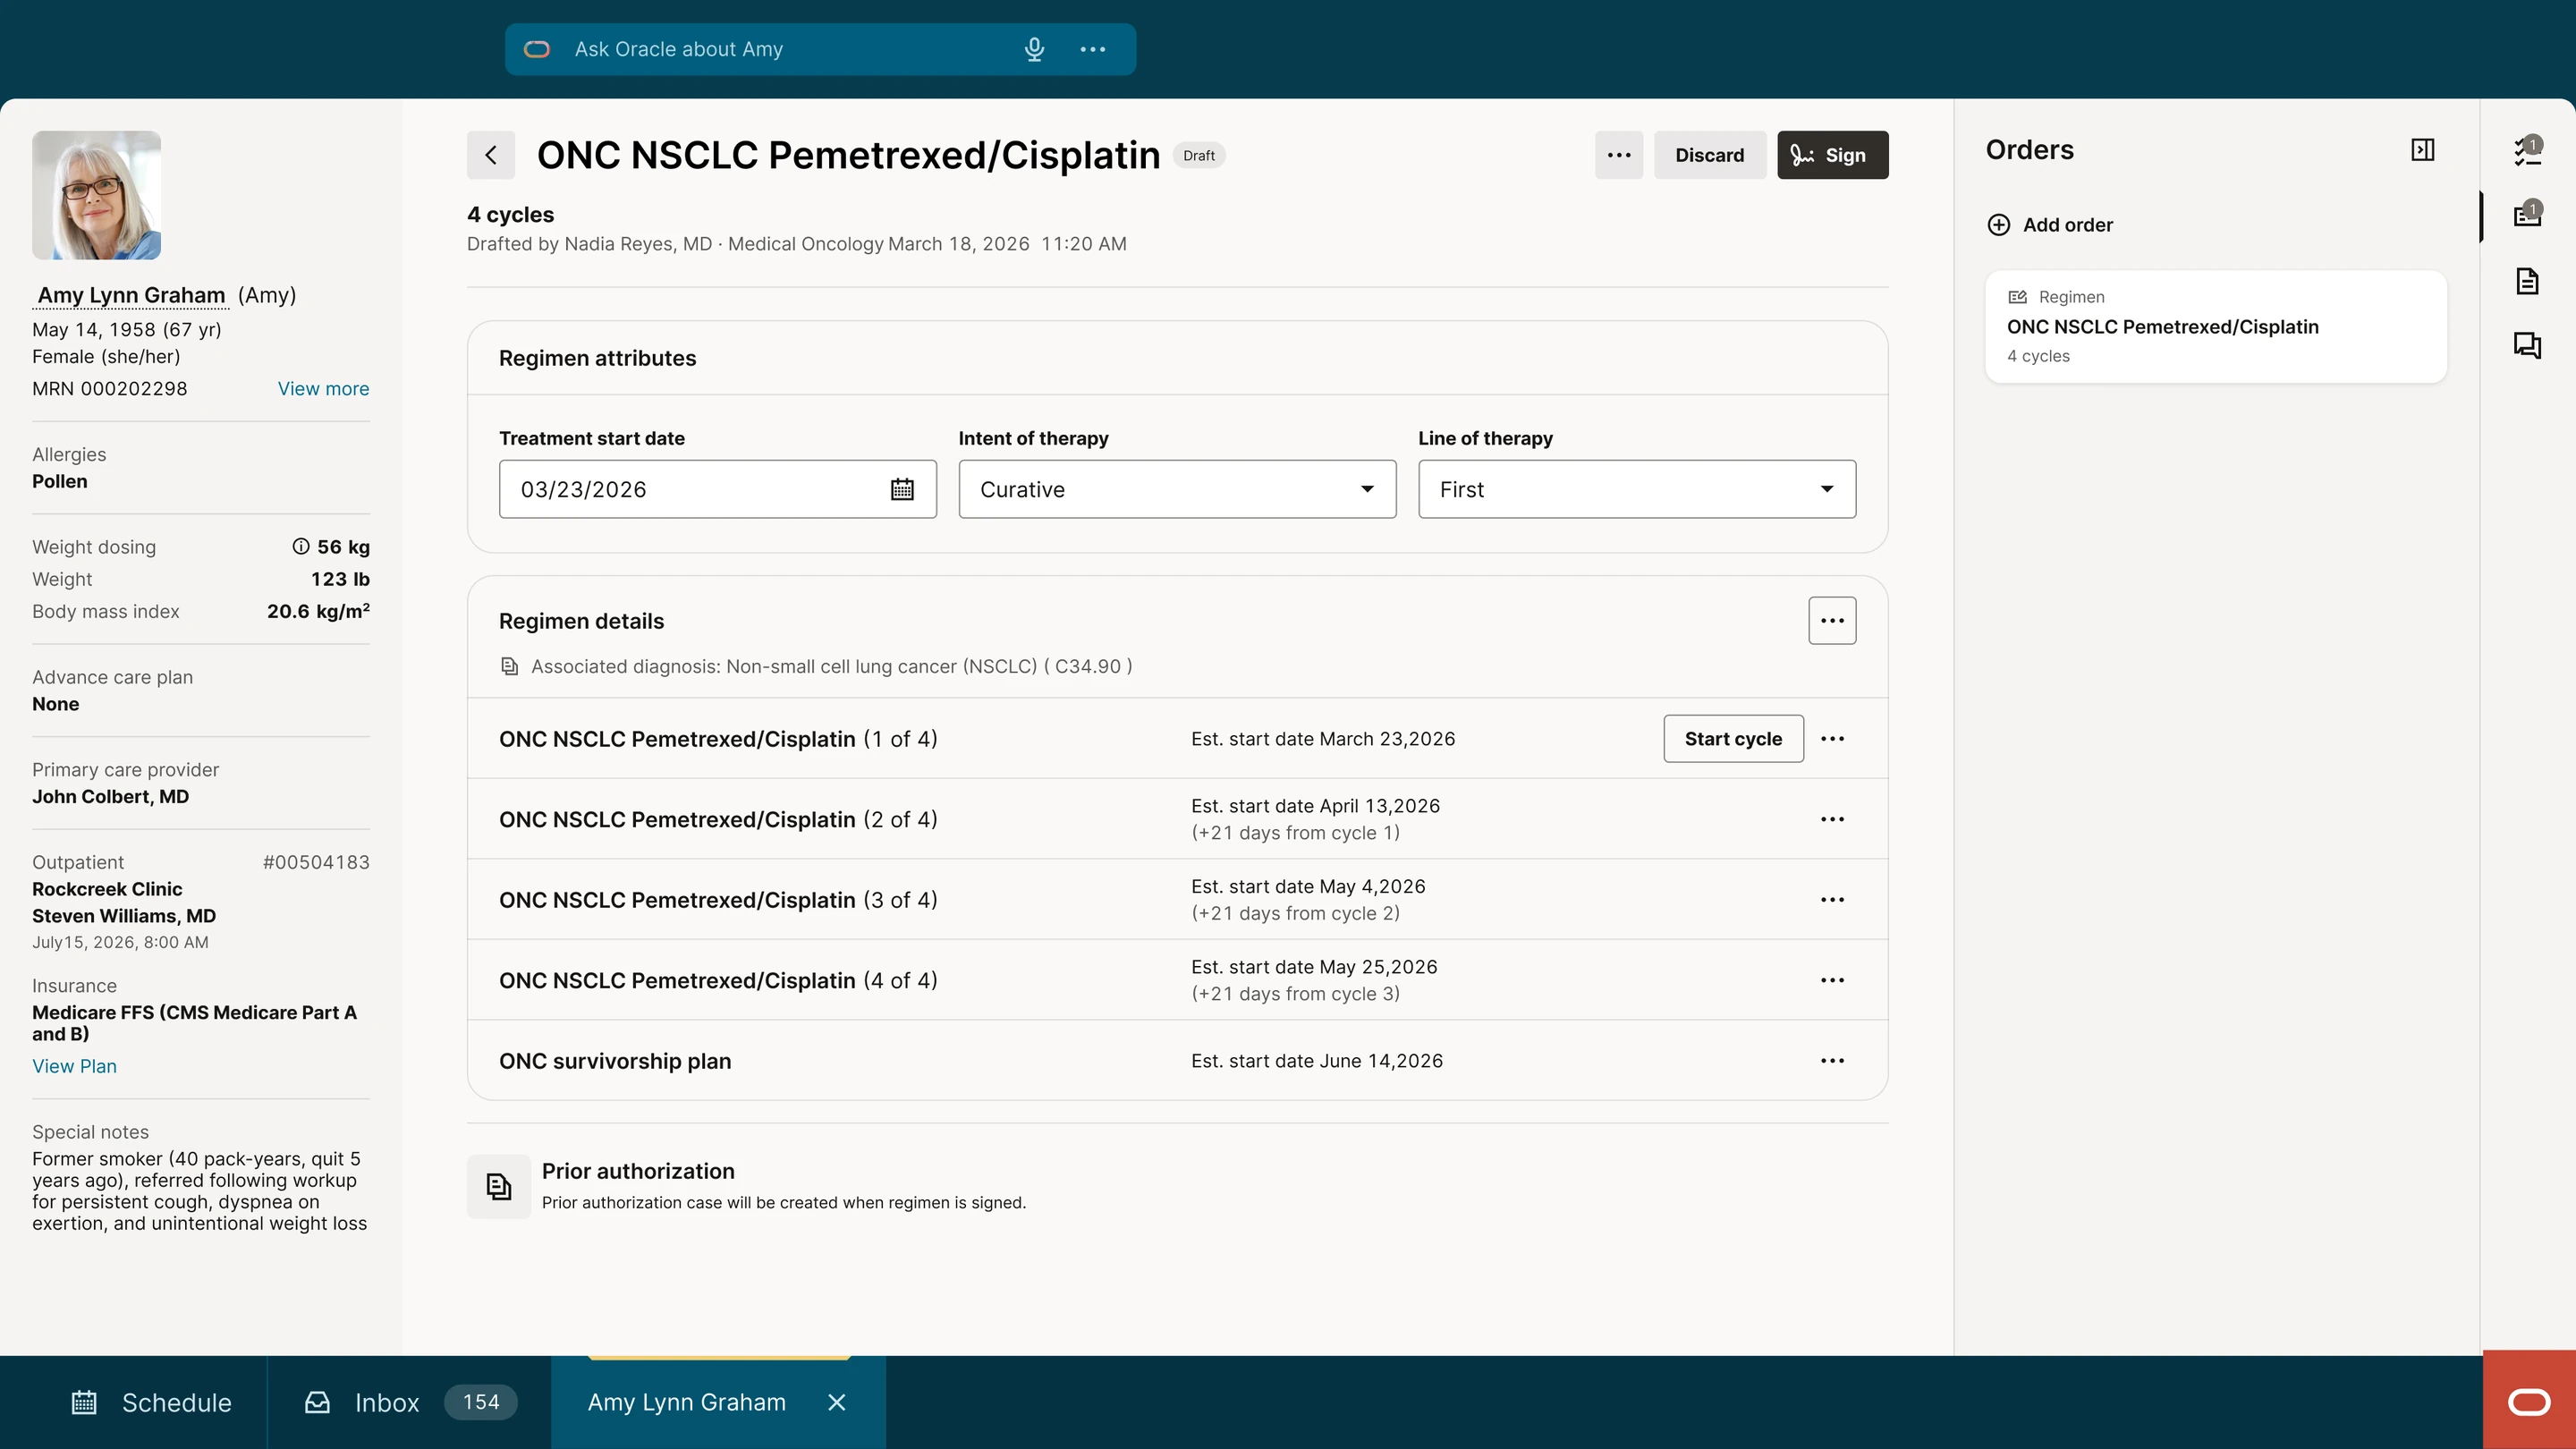 Ask Oracle about Amy
Amy Lynn Graham (Amy)
May 14, 1958 (67 yr)
Female (she/her)
MRN 000202298 View more
Allergies
Pollen
Weight dosing 56 kg
Weight 123 lb
Body mass index 20.6 kg/m²
Advance care plan
None
Primary care provider
John Colbert, MD
Outpatient #00504183
Rockcreek Clinic
Steven Williams, MD
July15, 2026, 8:00 AM
Insurance
Medicare FFS (CMS Medicare Part A
and B)
View Plan
Special notes
Former smoker (40 pack-years, quit 5
years ago), referred following workup
for persistent cough, dyspnea on
exertion, and unintentional weight loss
ONC NSCLC Pemetrexed/Cisplatin Draft
Discard Sign
4 cycles
Drafted by Nadia Reyes, MD · Medical Oncology March 18, 2026 11:20 AM
Regimen attributes
Treatment start date Intent of therapy Line of therapy
03/23/2026 Curative First
Regimen details
Associated diagnosis: Non-small cell lung cancer (NSCLC) ( C34.90 )
ONC NSCLC Pemetrexed/Cisplatin (1 of 4) Est. start date March 23,2026 Start cycle
ONC NSCLC Pemetrexed/Cisplatin (2 of 4) Est. start date April 13,2026
(+21 days from cycle 1)
ONC NSCLC Pemetrexed/Cisplatin (3 of 4) Est. start date May 4,2026
(+21 days from cycle 2)
ONC NSCLC Pemetrexed/Cisplatin (4 of 4) Est. start date May 25,2026
(+21 days from cycle 3)
ONC survivorship plan Est. start date June 14,2026
Prior authorization
Prior authorization case will be created when regimen is signed.
Orders
Add order
Regimen
ONC NSCLC Pemetrexed/Cisplatin
4 cycles
1
1
Schedule
Inbox 154
Amy Lynn Graham